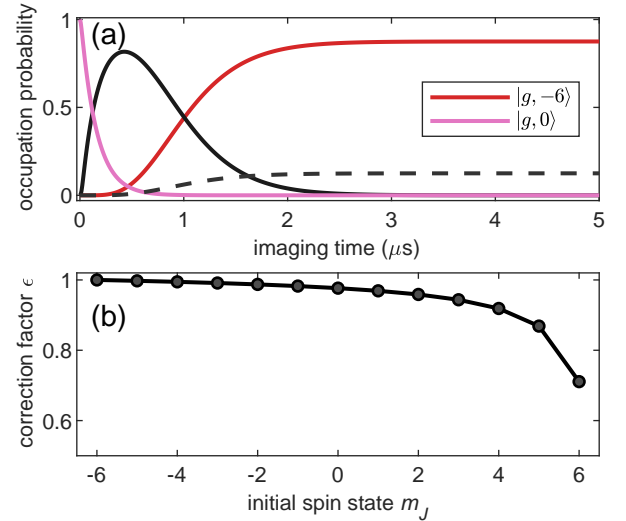 (a)
occupation probability
1
0.5
0
|g, −6⟩
|g, 0⟩
0 1 2 3 4 5
imaging time (μs)
(b)
correction factor ϵ
1
0.8
0.6
-6 -4 -2 0 2 4 6
initial spin state m_J